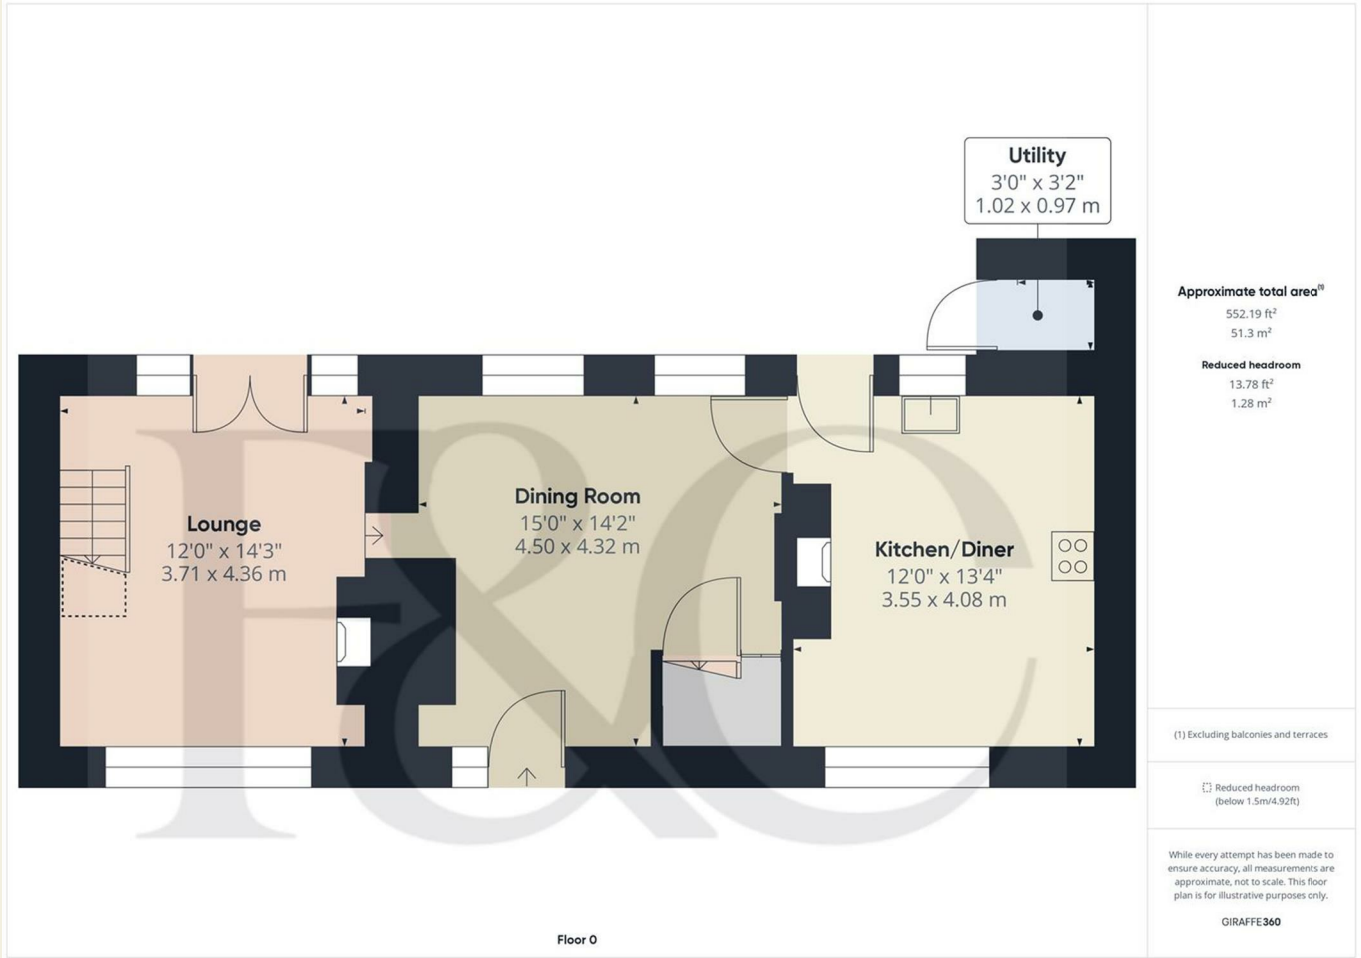 Utility
3'0" x 3'2"
1.02 x 0.97 m
Lounge
12'0" x 14'3"
3.71 x 4.36 m
Dining Room
15'0" x 14'2"
4.50 x 4.32 m
Kitchen/Diner
12'0" x 13'4"
3.55 x 4.08 m
F&C
Floor 0
Approximate total area(1)
552.19 ft²
51.3 m²
Reduced headroom
13.78 ft²
1.28 m²
(1) Excluding balconies and terraces
Reduced headroom
(below 1.5m/4.92ft)
While every attempt has been made to
ensure accuracy, all measurements are
approximate, not to scale. This floor
plan is for illustrative purposes only.
GIRAFFE360